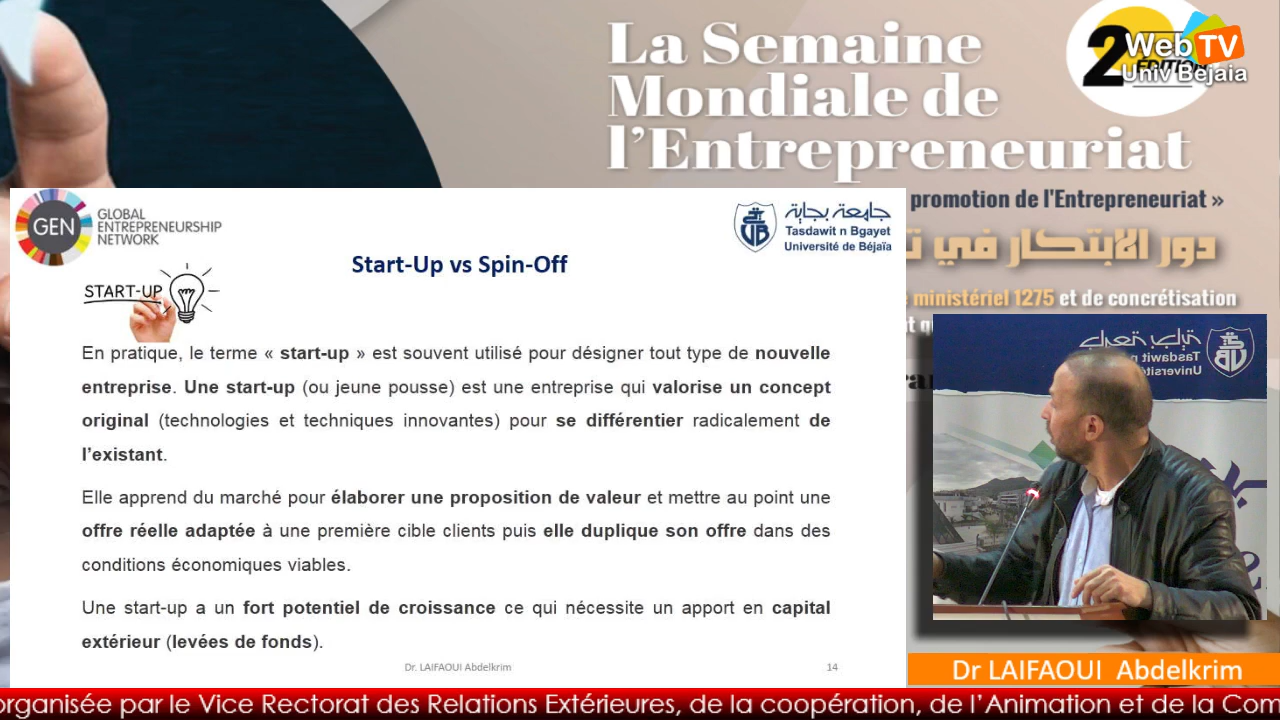 La Semaine
Mondiale de
l'Entrepreneuriat
2
ÉDITION
Web TV
Univ Bejaia
promotion de l'Entrepreneuriat »
دور الابتكار في
ministériel 1275 et de concrétisation
GEN
GLOBAL
ENTREPRENEURSHIP
NETWORK
جامعة بجاية
Tasdawit n Bgayet
Université de Béjaïa
Start-Up vs Spin-Off
START-UP
En pratique, le terme « start-up » est souvent utilisé pour désigner tout type de nouvelle
entreprise. Une start-up (ou jeune pousse) est une entreprise qui valorise un concept
original (technologies et techniques innovantes) pour se différentier radicalement de
l'existant.
Elle apprend du marché pour élaborer une proposition de valeur et mettre au point une
offre réelle adaptée à une première cible clients puis elle duplique son offre dans des
conditions économiques viables.
Une start-up a un fort potentiel de croissance ce qui nécessite un apport en capital
extérieur (levées de fonds).
Dr. LAIFAOUI Abdelkrim
14
Tasdawit n
Université
Dr LAIFAOUI Abdelkrim
organisée par le Vice Rectorat des Relations Extérieures, de la coopération, de l'Animation et de la Com